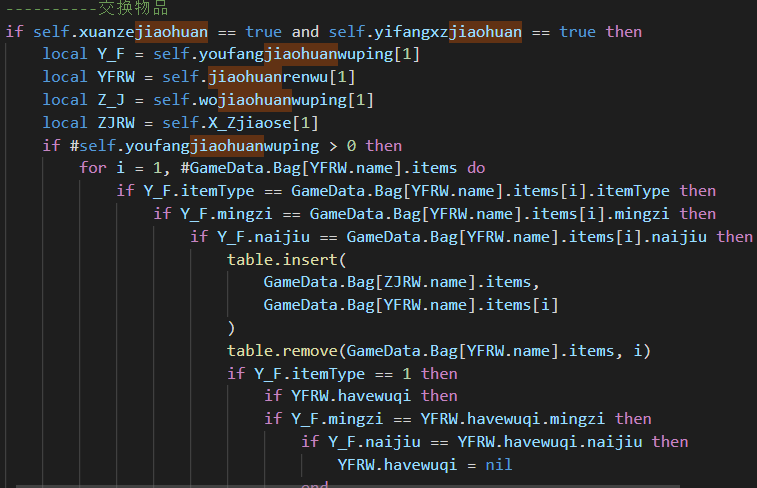 ----------交换物品
if self.xuanzejiaohuan == true and self.yifangxzjiaohuan == true then
    local Y_F = self.youfangjiaohuanwuping[1]
    local YFRW = self.jiaohuanrenwu[1]
    local Z_J = self.wojiaohuanwuping[1]
    local ZJRW = self.X_Zjiaose[1]
    if #self.youfangjiaohuanwuping > 0 then
        for i = 1, #GameData.Bag[YFRW.name].items do
            if Y_F.itemType == GameData.Bag[YFRW.name].items[i].itemType then
                if Y_F.mingzi == GameData.Bag[YFRW.name].items[i].mingzi then
                    if Y_F.naijiu == GameData.Bag[YFRW.name].items[i].naijiu then
                        table.insert(
                            GameData.Bag[ZJRW.name].items,
                            GameData.Bag[YFRW.name].items[i]
                        )
                        table.remove(GameData.Bag[YFRW.name].items, i)
                        if Y_F.itemType == 1 then
                            if YFRW.havewuqi then
                            if Y_F.mingzi == YFRW.havewuqi.mingzi then
                                if Y_F.naijiu == YFRW.havewuqi.naijiu then
                                    YFRW.havewuqi = nil
                                end